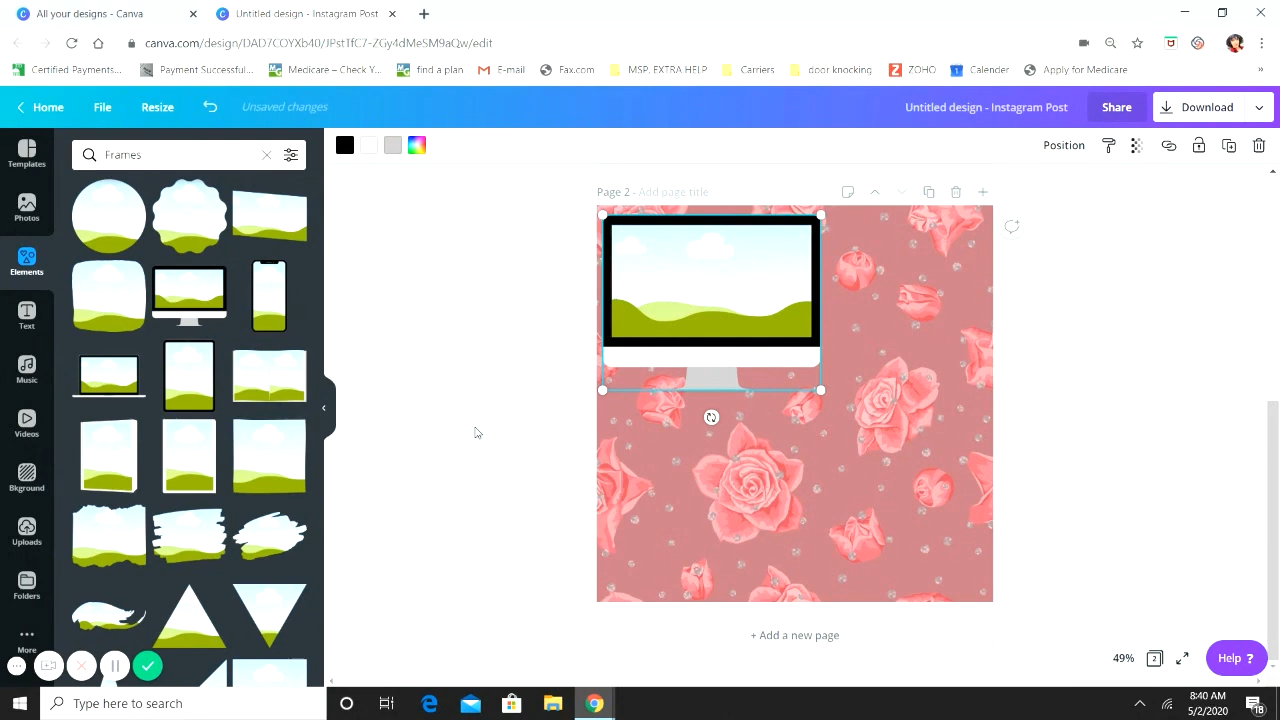 All your designs - Canva
Untitled design - Instagram Post
canva.com/design/DAD7COYXb40/JPstIfC7-ZGy4dMeSM9aQw/edit
Certified Payments...
Payment Successful...
Medicare – Check Y...
find a plan
E-mail
Fax.com
MSP. EXTRA HELP
Carriers
door knocking
ZOHO
Calender
Apply for Medicare
»
Home
File
Resize
Unsaved changes
Untitled design - Instagram Post
Share
Download
Templates
Photos
Elements
Text
Music
Videos
Bkground
Uploads
Folders
More
Frames
Position
Page 2 - Add page title
+ Add a new page
49%
2
Help ?
Type here to search
8:40 AM
5/2/2020
18